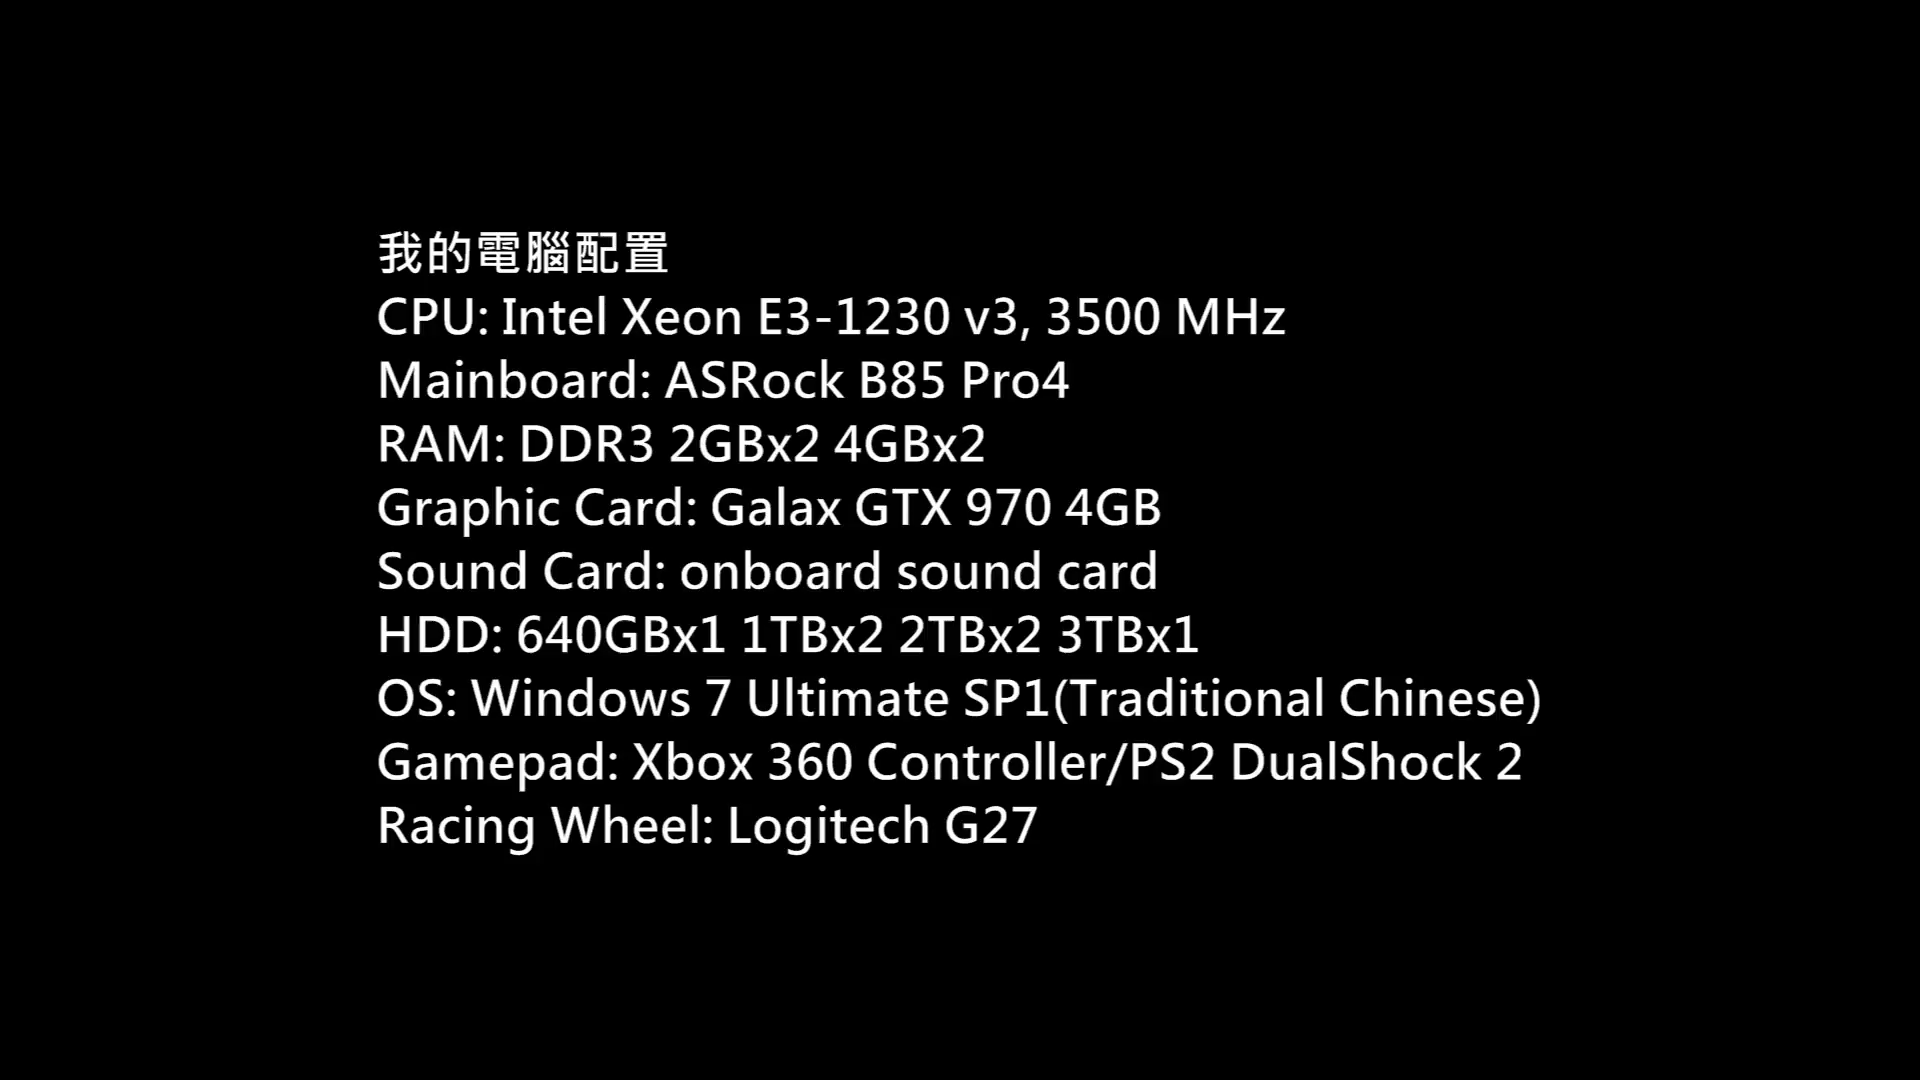 我的電腦配置
CPU: Intel Xeon E3-1230 v3, 3500 MHz
Mainboard: ASRock B85 Pro4
RAM: DDR3 2GBx2 4GBx2
Graphic Card: Galax GTX 970 4GB
Sound Card: onboard sound card
HDD: 640GBx1 1TBx2 2TBx2 3TBx1
OS: Windows 7 Ultimate SP1(Traditional Chinese)
Gamepad: Xbox 360 Controller/PS2 DualShock 2
Racing Wheel: Logitech G27